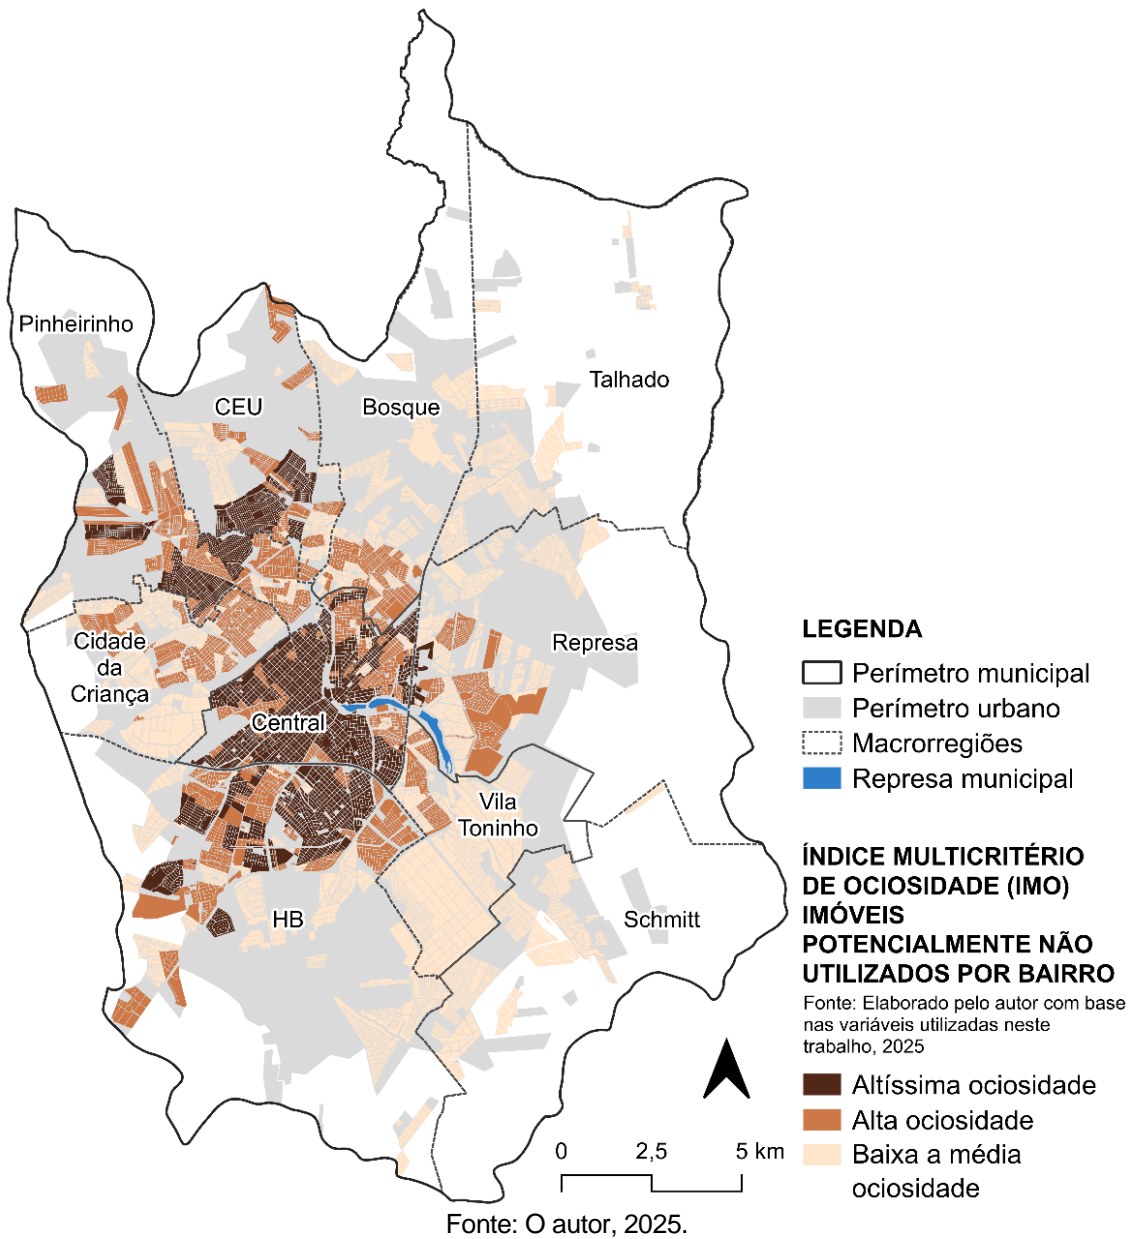 Pinheirinho
CEU
Bosque
Talhado
Cidade
da
Criança
Represa
Central
Vila
Toninho
HB
Schmitt
LEGENDA
Perímetro municipal
Perímetro urbano
Macrorregiões
Represa municipal
ÍNDICE MULTICRITÉRIO
DE OCIOSIDADE (IMO)
IMÓVEIS
POTENCIALMENTE NÃO
UTILIZADOS POR BAIRRO
Fonte: Elaborado pelo autor com base
nas variáveis utilizadas neste
trabalho, 2025
Altíssima ociosidade
Alta ociosidade
Baixa a média
ociosidade
0 2,5 5 km
Fonte: O autor, 2025.